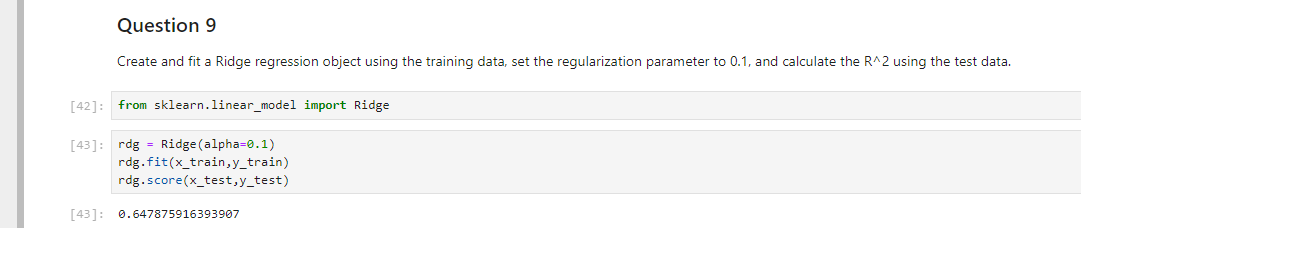 Question 9
Create and fit a Ridge regression object using the training data, set the regularization parameter to 0.1, and calculate the R^2 using the test data.
[42]: from sklearn.linear_model import Ridge
[43]: rdg = Ridge(alpha=0.1)
rdg.fit(x_train,y_train)
rdg.score(x_test,y_test)
[43]: 0.647875916393907